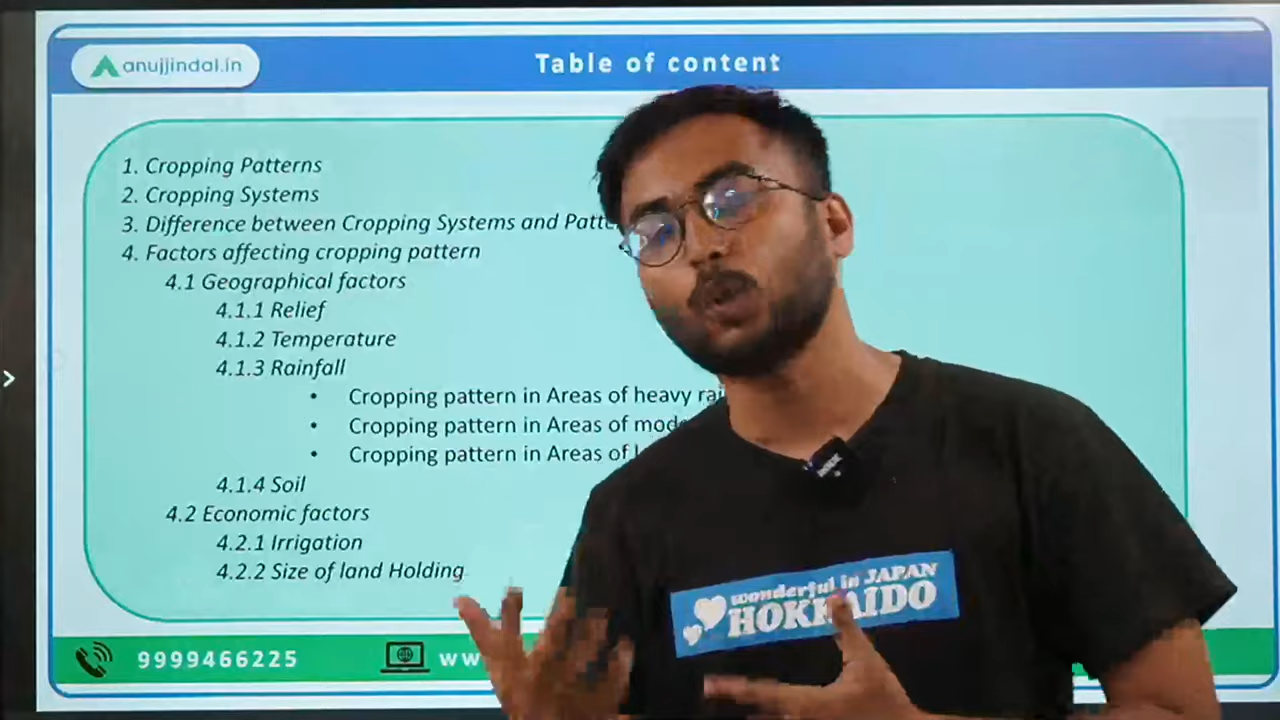 anujjindal.in
Table of content
1. Cropping Patterns
2. Cropping Systems
3. Difference between Cropping Systems and
4. Factors affecting cropping pattern
4.1 Geographical factors
4.1.1 Relief
4.1.2 Temperature
4.1.3 Rainfall
• Cropping pattern in Areas of heavy
• Cropping pattern in Areas of
• Cropping pattern in Areas of
4.1.4 Soil
4.2 Economic factors
4.2.1 Irrigation
4.2.2 Size of land Holding
wonderful in JAPAN
HOKKAIDO
9999466225